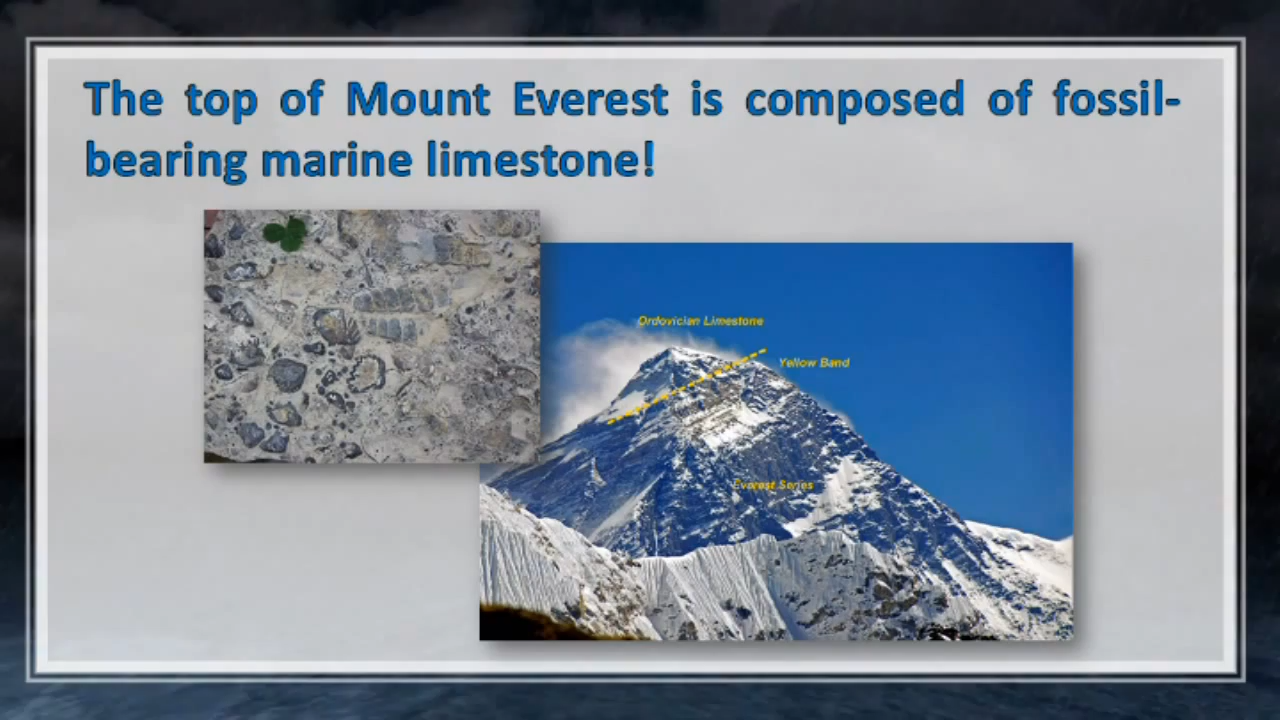 The top of Mount Everest is composed of fossil-
bearing marine limestone!
Ordovician Limestone
Yellow Band
Everest Series